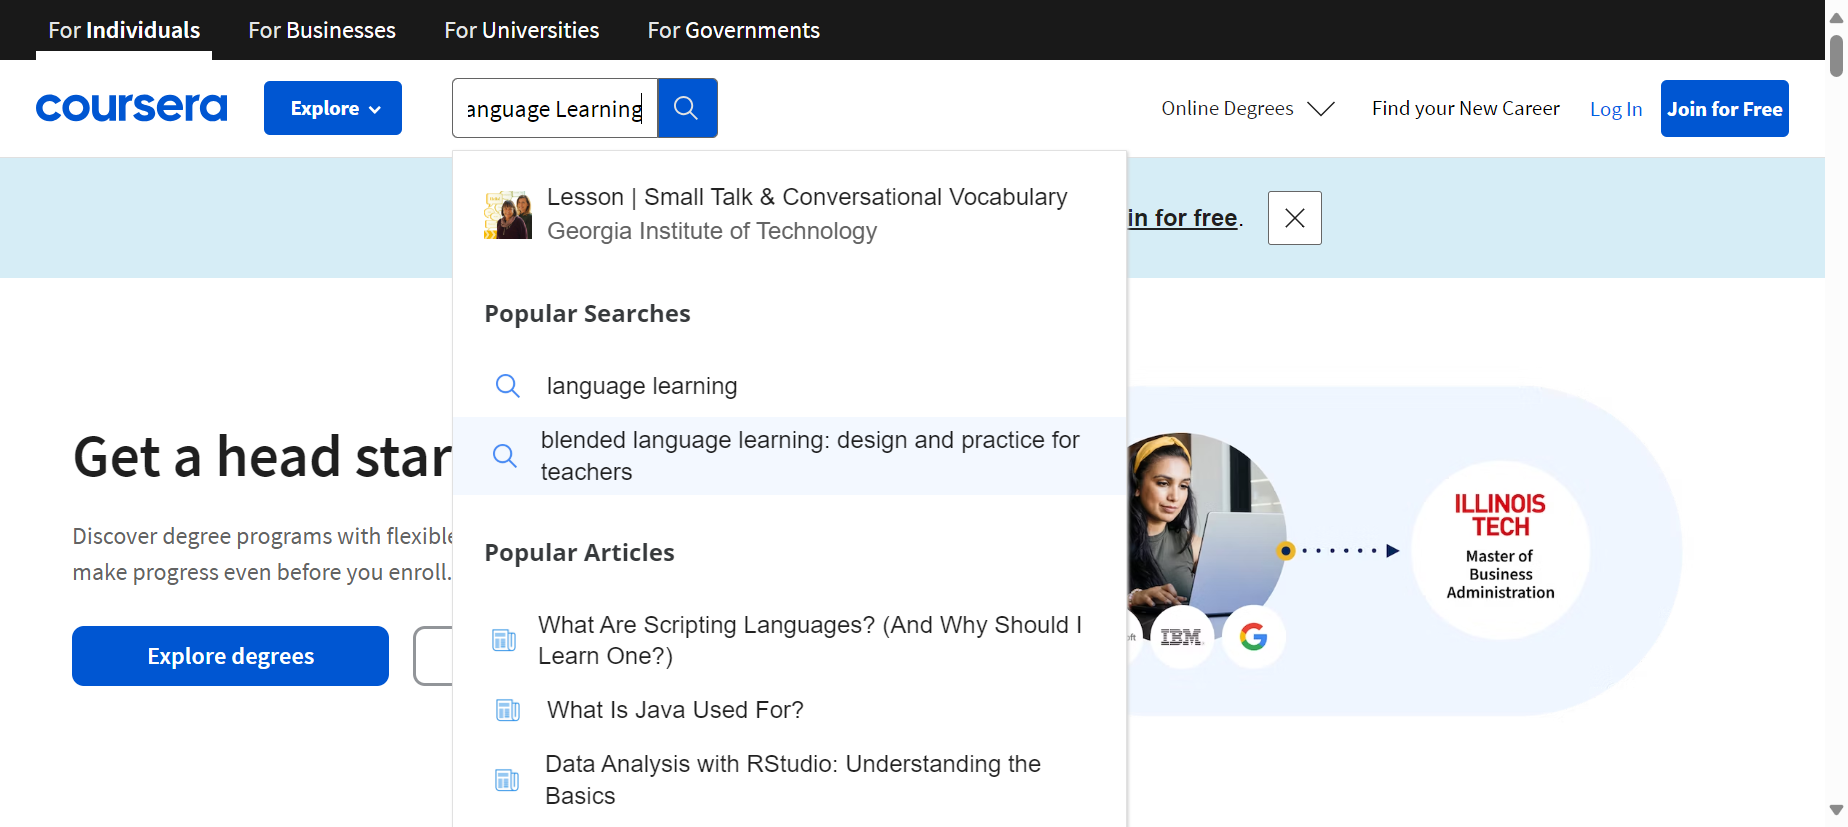 For Individuals
For Businesses
For Universities
For Governments
coursera
Explore
anguage Learning
Online Degrees
Find your New Career
Log In
Join for Free
Lesson | Small Talk & Conversational Vocabulary
Georgia Institute of Technology
in for free.
Popular Searches
language learning
blended language learning: design and practice for
teachers
Get a head star
Discover degree programs with flexible
make progress even before you enroll.
Explore degrees
Popular Articles
What Are Scripting Languages? (And Why Should I
Learn One?)
What Is Java Used For?
Data Analysis with RStudio: Understanding the
Basics
ILLINOIS
TECH
Master of
Business
Administration
IBM
G